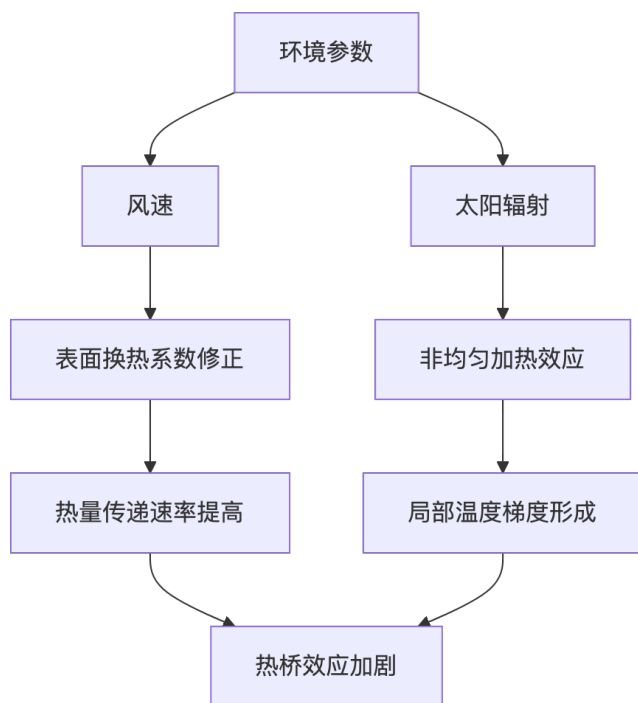 环境参数
风速
太阳辐射
表面换热系数修正
非均匀加热效应
热量传递速率提高
局部温度梯度形成
热桥效应加剧